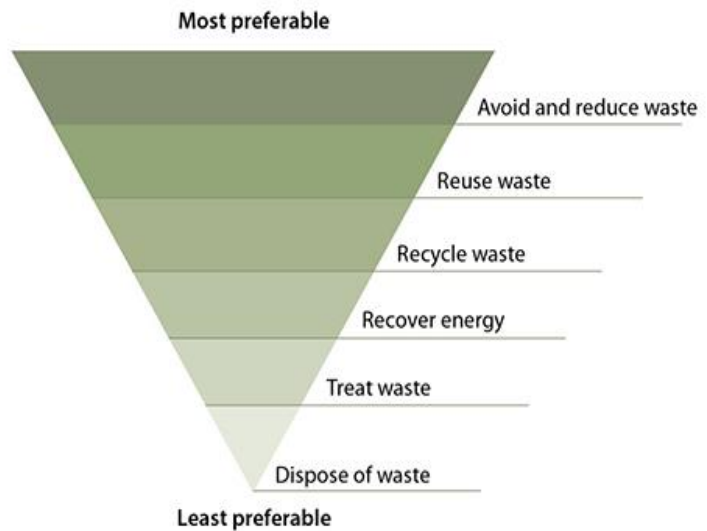 Most preferable
Avoid and reduce waste
Reuse waste
Recycle waste
Recover energy
Treat waste
Dispose of waste
Least preferable